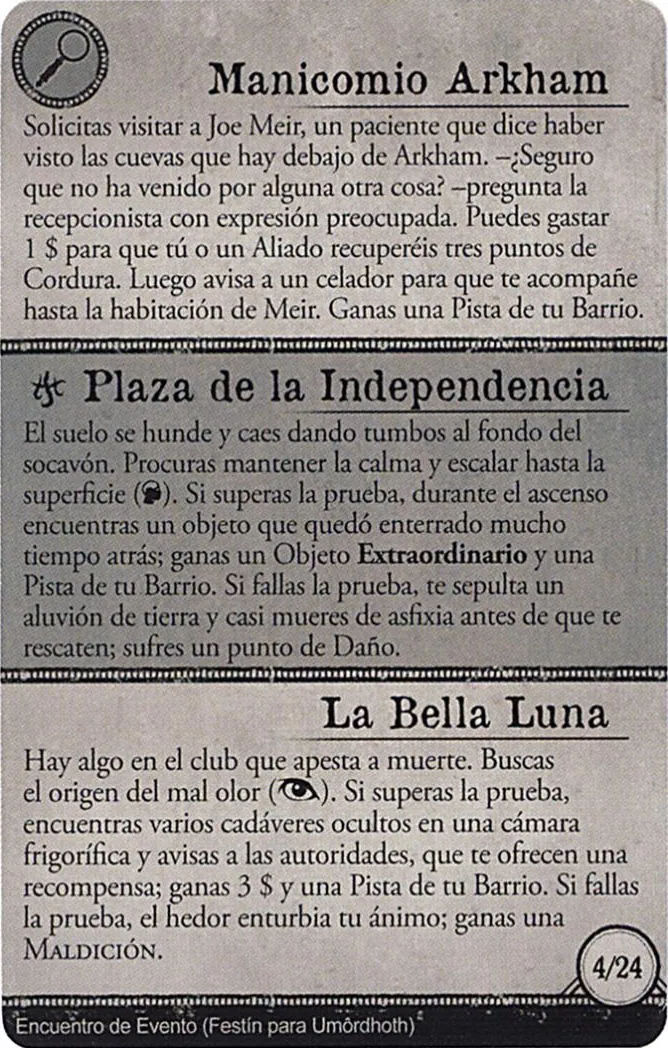 Manicomio Arkham
Solicitas visitar a Joe Meir, un paciente que dice haber
visto las cuevas que hay debajo de Arkham. –¿Seguro
que no ha venido por alguna otra cosa? –pregunta la
recepcionista con expresión preocupada. Puedes gastar
1 $ para que tú o un Aliado recuperéis tres puntos de
Cordura. Luego avisa a un celador para que te acompañe
hasta la habitación de Meir. Ganas una Pista de tu Barrio.
Plaza de la Independencia
El suelo se hunde y caes dando tumbos al fondo del
socavón. Procuras mantener la calma y escalar hasta la
superficie (). Si superas la prueba, durante el ascenso
encuentras un objeto que quedó enterrado mucho
tiempo atrás; ganas un Objeto Extraordinario y una
Pista de tu Barrio. Si fallas la prueba, te sepulta un
aluvión de tierra y casi mueres de asfixia antes de que te
rescaten; sufres un punto de Daño.
La Bella Luna
Hay algo en el club que apesta a muerte. Buscas
el origen del mal olor (). Si superas la prueba,
encuentras varios cadáveres ocultos en una cámara
frigorífica y avisas a las autoridades, que te ofrecen una
recompensa; ganas 3 $ y una Pista de tu Barrio. Si fallas
la prueba, el hedor enturbia tu ánimo; ganas una
MALDICIÓN.
4/24
Encuentro de Evento (Festín para Umôrdhoth)